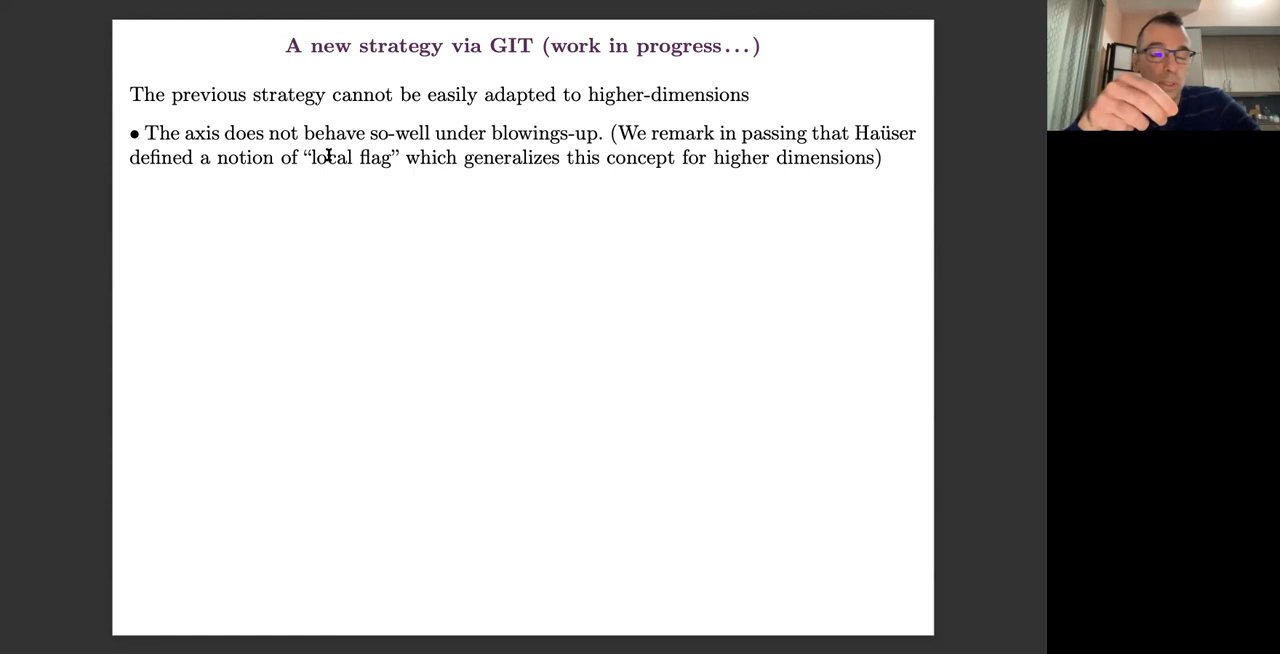 A new strategy via GIT (work in progress...)
The previous strategy cannot be easily adapted to higher-dimensions
• The axis does not behave so-well under blowings-up. (We remark in passing that Haüser
defined a notion of “local flag” which generalizes this concept for higher dimensions)